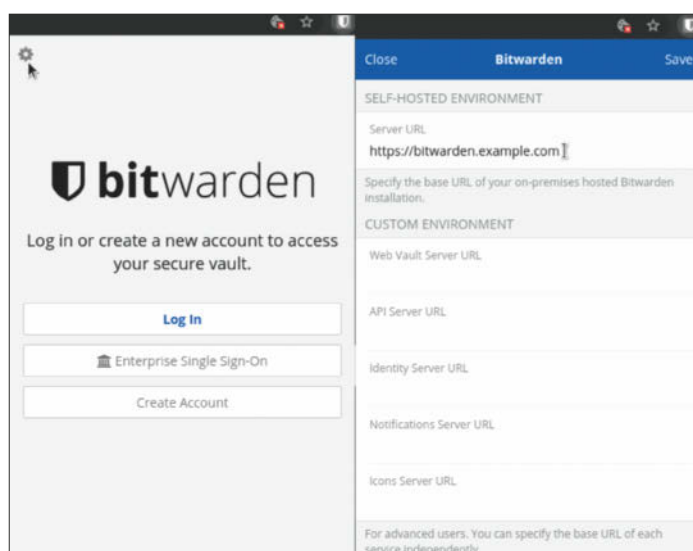 bitwarden
Log in or create a new account to access
your secure vault.
Log In
Enterprise Single Sign-On
Create Account
Close
Bitwarden
Save
SELF-HOSTED ENVIRONMENT
Server URL
https://bitwarden.example.com
Specify the base URL of your on-premises hosted Bitwarden
installation.
CUSTOM ENVIRONMENT
Web Vault Server URL
API Server URL
Identity Server URL
Notifications Server URL
Icons Server URL
For advanced users. You can specify the base URL of each
service independently.